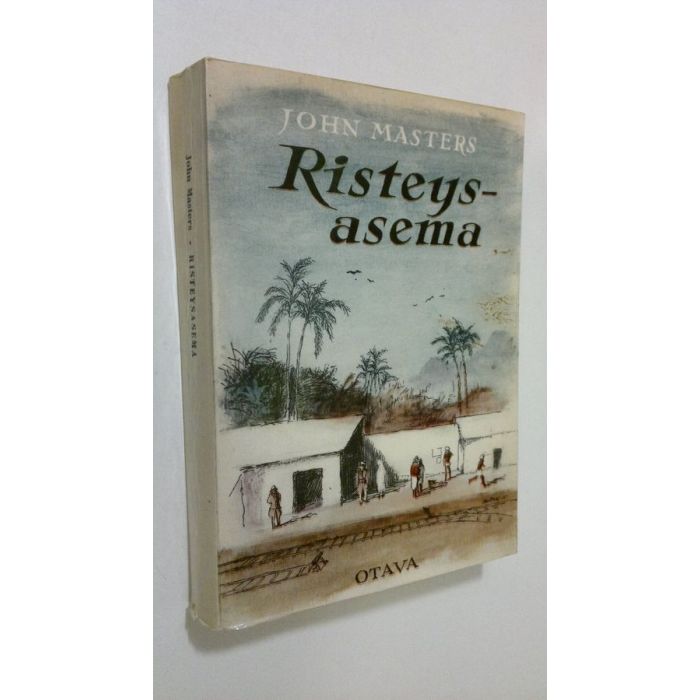 JOHN MASTERS
Risteys-
asema
OTAVA
John Masters - RISTEYSASEMA